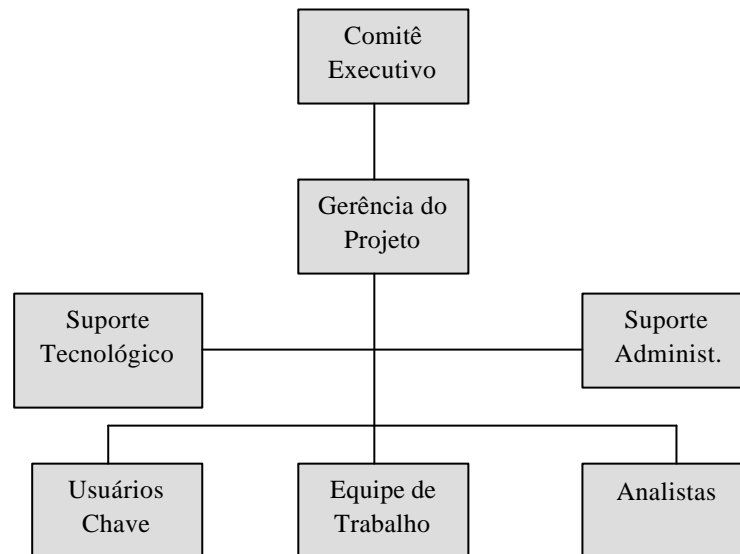 Comitê
Executivo
Gerência do
Projeto
Suporte
Tecnológico
Suporte
Administ.
Usuários
Chave
Equipe de
Trabalho
Analistas